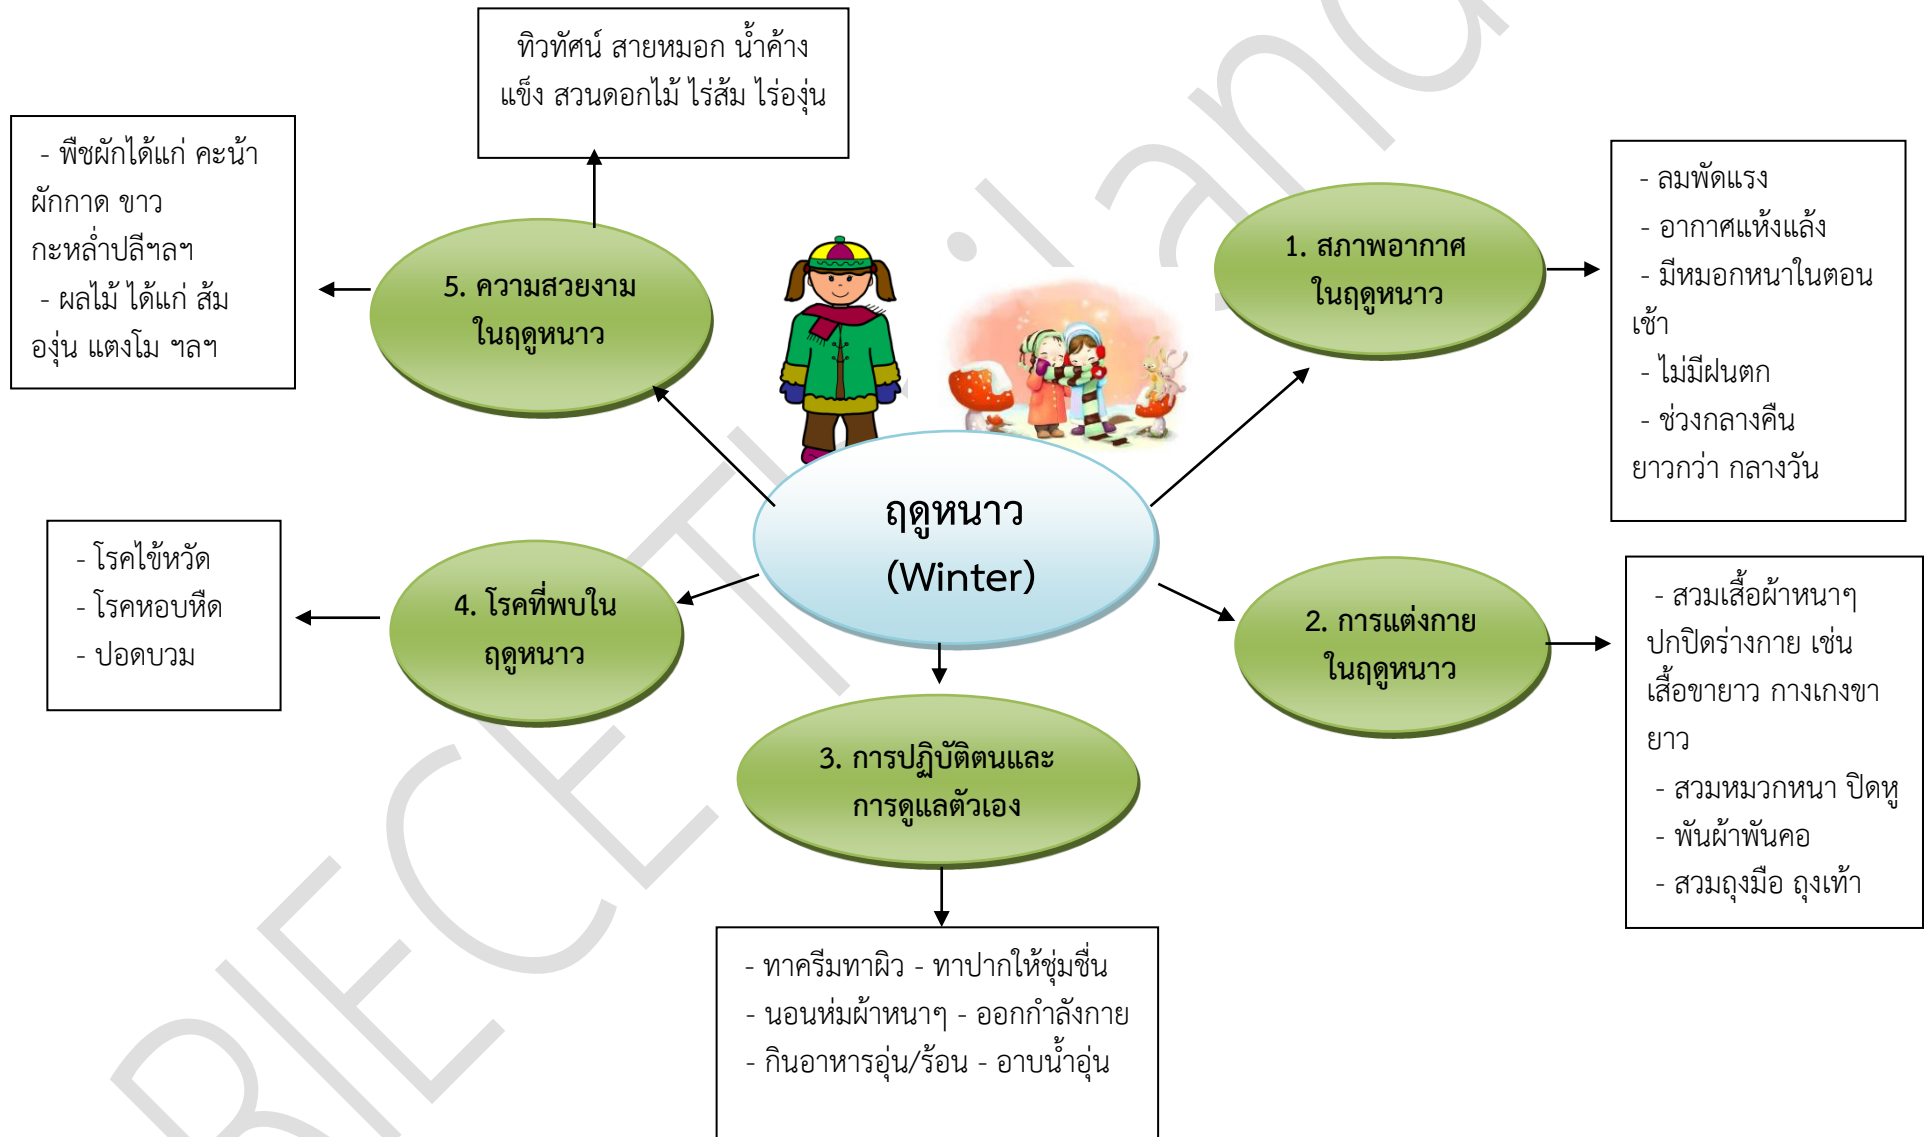 ทิวทัศน์ สายหมอก น้ำค้าง
แข็ง สวนดอกไม้ ไร่ส้ม ไร่องุ่น
- พืชผักได้แก่ คะน้า
ผักกาด ขาว
กะหล่ำปลีฯลฯ
- ผลไม้ ได้แก่ ส้ม
องุ่น แตงโม ฯลฯ
5. ความสวยงาม
ในฤดูหนาว
1. สภาพอากาศ
ในฤดูหนาว
- ลมพัดแรง
- อากาศแห้งแล้ง
- มีหมอกหนาในตอน
เช้า
- ไม่มีฝนตก
- ช่วงกลางคืน
ยาวกว่า กลางวัน
ฤดูหนาว
(Winter)
- โรคไข้หวัด
- โรคหอบหืด
- ปอดบวม
4. โรคที่พบใน
ฤดูหนาว
2. การแต่งกาย
ในฤดูหนาว
- สวมเสื้อผ้าหนาๆ
ปกปิดร่างกาย เช่น
เสื้อขายาว กางเกงขา
ยาว
- สวมหมวกหนา ปิดหู
- พันผ้าพันคอ
- สวมถุงมือ ถุงเท้า
3. การปฏิบัติตนและ
การดูแลตัวเอง
- ทาครีมทาผิว - ทาปากให้ชุ่มชื่น
- นอนห่มผ้าหนาๆ - ออกกำลังกาย
- กินอาหารอุ่น/ร้อน - อาบน้ำอุ่น